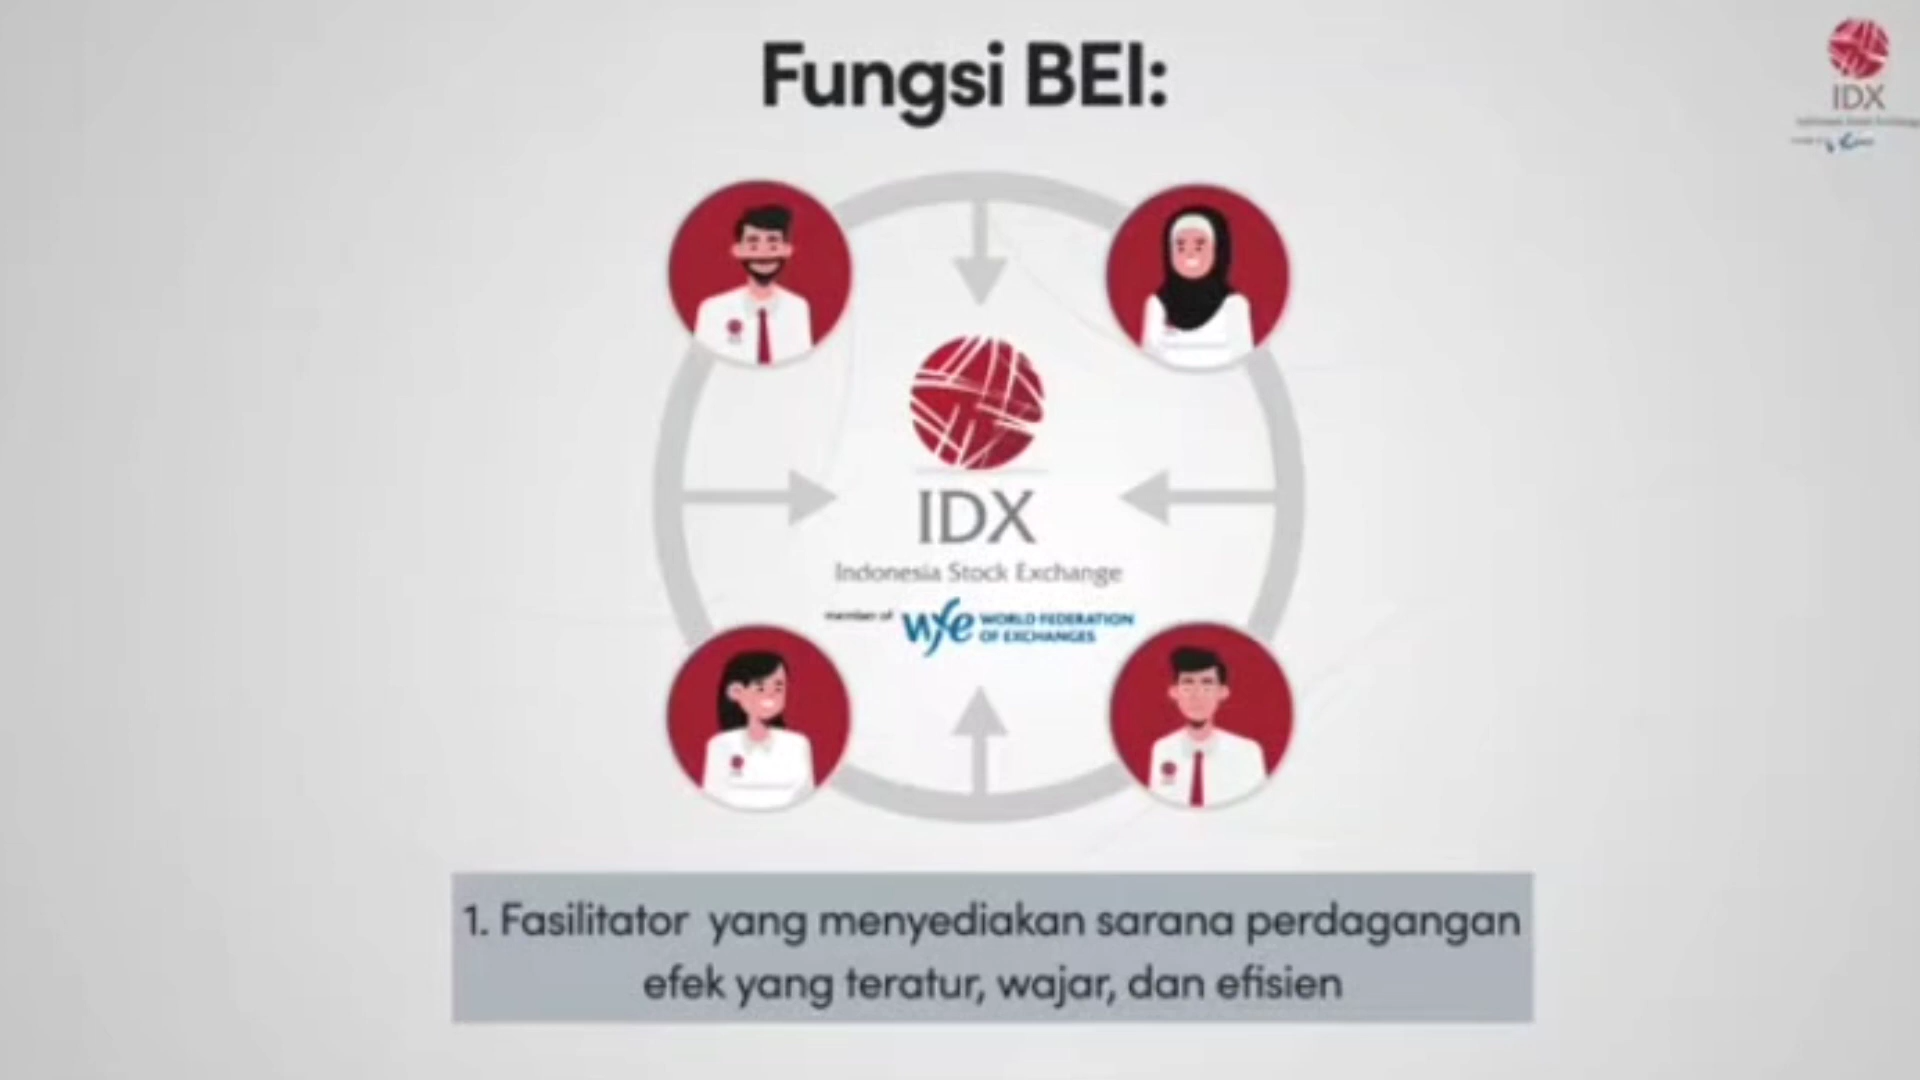 Fungsi BEI:
IDX
IDX
Indonesia Stock Exchange
member of wfe WORLD FEDERATION
OF EXCHANGES
1. Fasilitator yang menyediakan sarana perdagangan
efek yang teratur, wajar, dan efisien